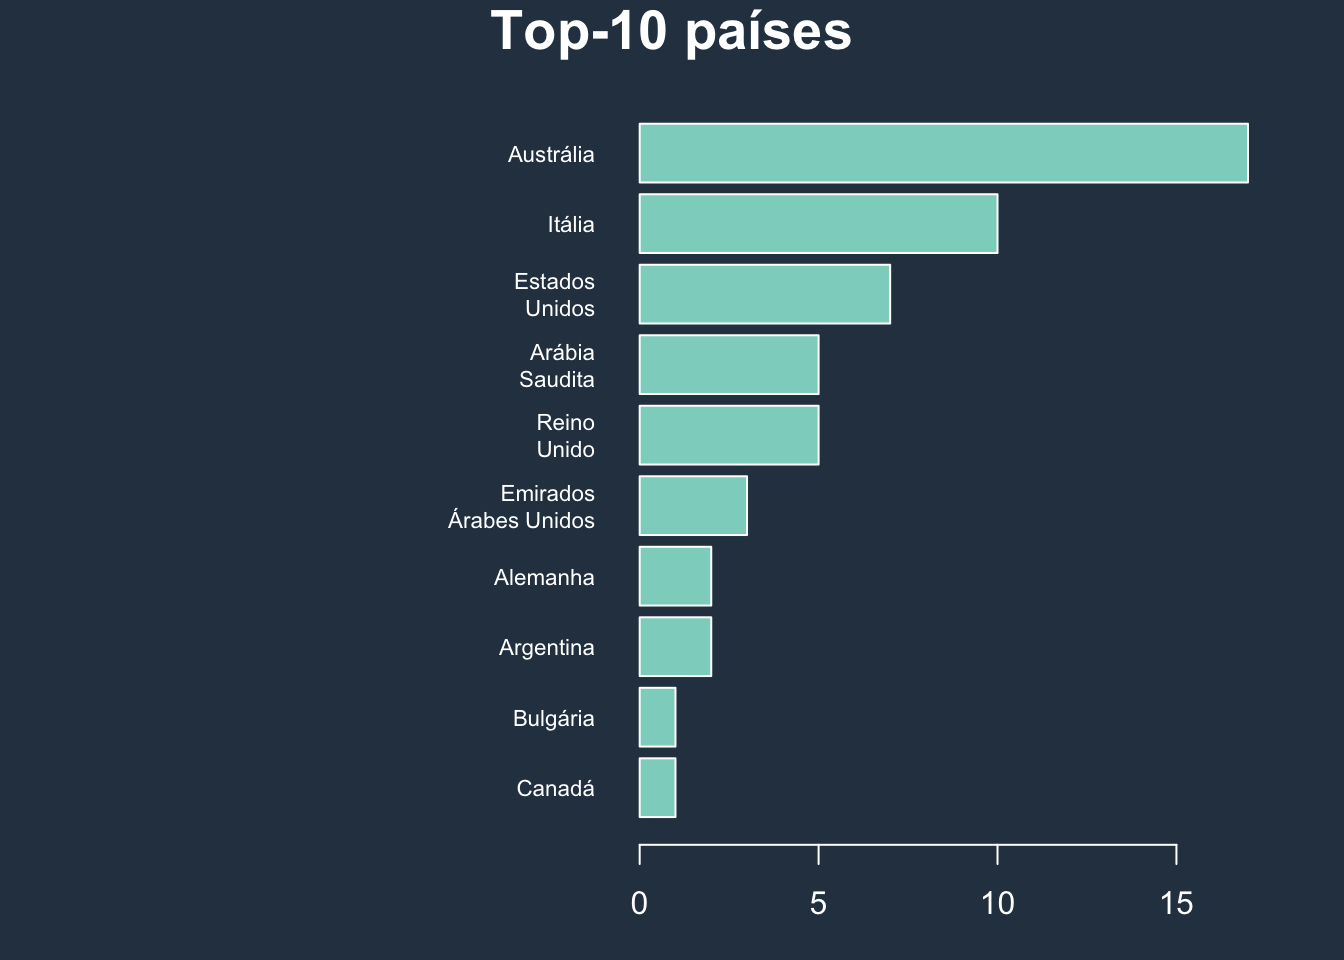 Top-10 países
Austrália
Itália
Estados
Unidos
Arábia
Saudita
Reino
Unido
Emirados
Árabes Unidos
Alemanha
Argentina
Bulgária
Canadá
0 5 10 15